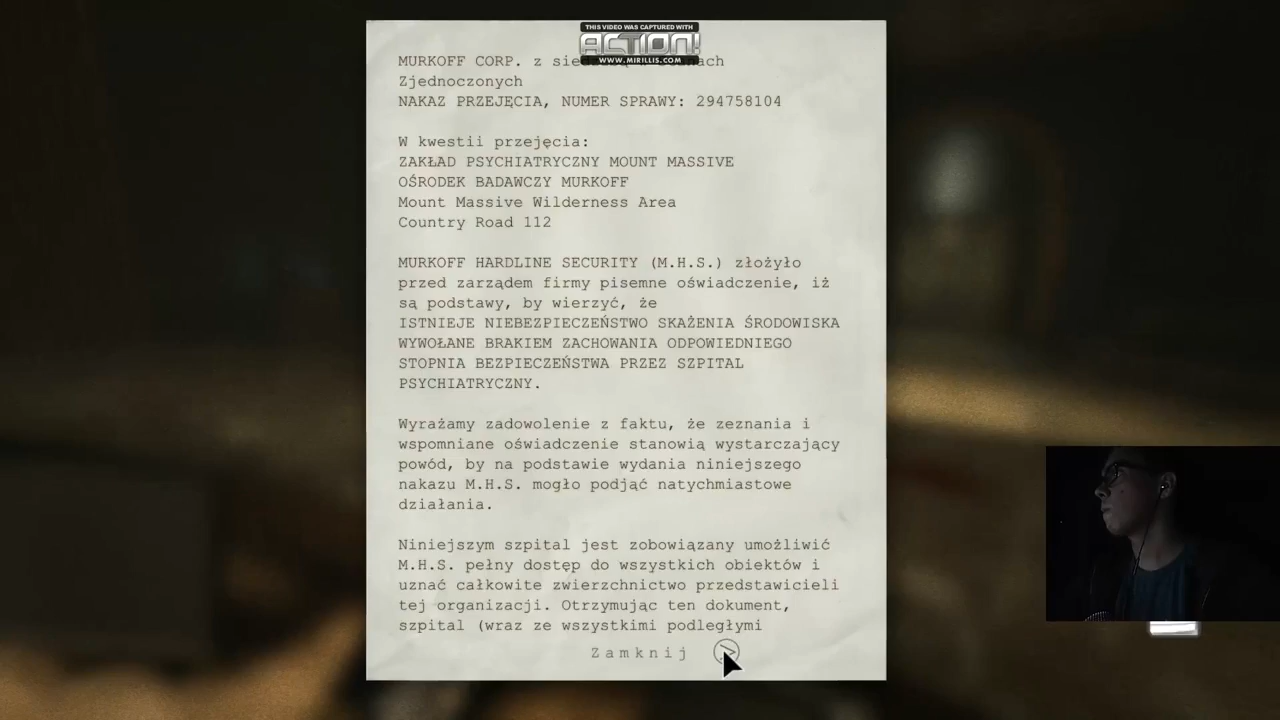 THIS VIDEO WAS CAPTURED WITH
ACTION!
WWW.MIRILLIS.COM
MURKOFF CORP. z
Zjednoczonych
NAKAZ PRZEJĘCIA, NUMER SPRAWY: 294758104
W kwestii przejęcia:
ZAKŁAD PSYCHIATRYCZNY MOUNT MASSIVE
OŚRODEK BADAWCZY MURKOFF
Mount Massive Wilderness Area
Country Road 112
MURKOFF HARDLINE SECURITY (M.H.S.) złożyło
przed zarządem firmy pisemne oświadczenie, iż
są podstawy, by wierzyć, że
ISTNIEJE NIEBEZPIECZEŃSTWO SKAŻENIA ŚRODOWISKA
WYWOŁANE BRAKIEM ZACHOWANIA ODPOWIEDNIEGO
STOPNIA BEZPIECZEŃSTWA PRZEZ SZPITAL
PSYCHIATRYCZNY.
Wyrażamy zadowolenie z faktu, że zeznania i
wspomniane oświadczenie stanowią wystarczający
powód, by na podstawie wydania niniejszego
nakazu M.H.S. mogło podjąć natychmiastowe
działania.
Niniejszym szpital jest zobowiązany umożliwić
M.H.S. pełny dostęp do wszystkich obiektów i
uznać całkowite zwierzchnictwo przedstawicieli
tej organizacji. Otrzymując ten dokument,
szpital (wraz ze wszystkimi podległymi
Zamknij